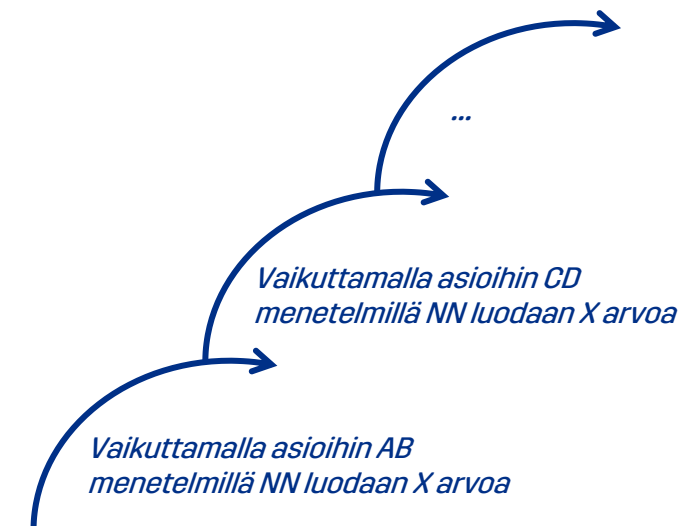 ...
Vaikuttamalla asioihin CD
menetelmillä NN luodaan X arvoa
Vaikuttamalla asioihin AB
menetelmillä NN luodaan X arvoa